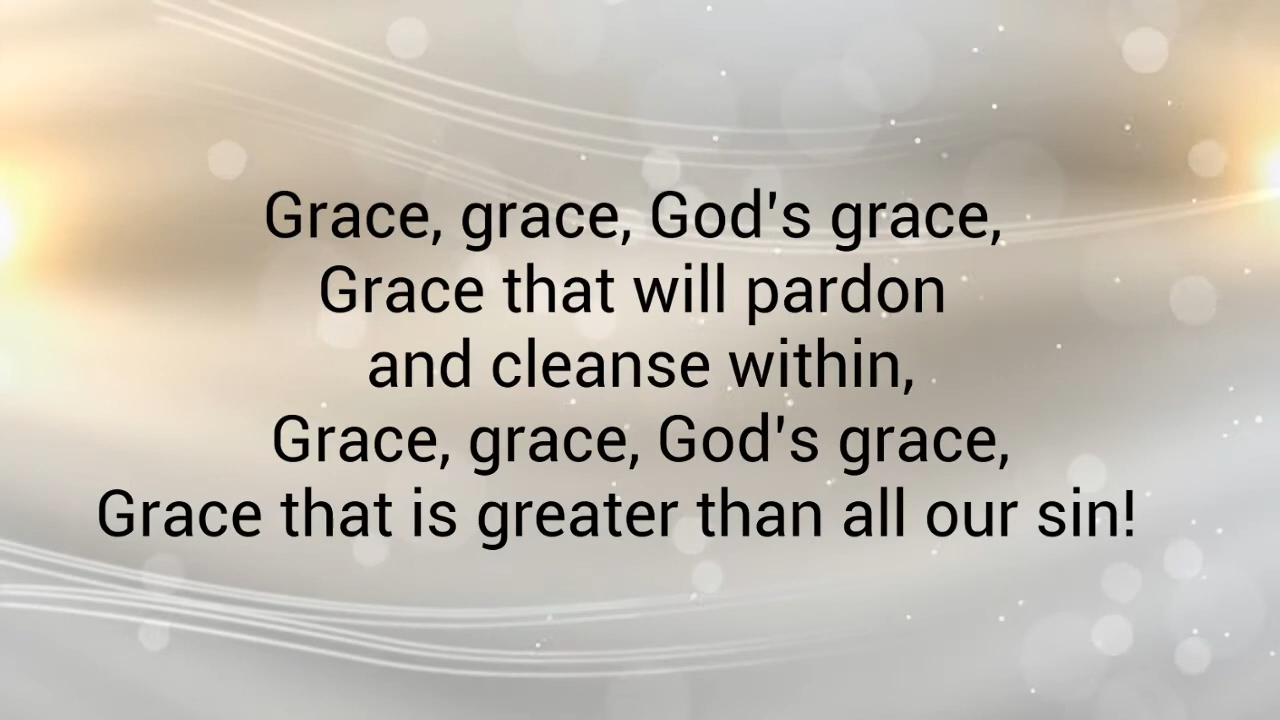 Grace, grace, God's grace,
Grace that will pardon
and cleanse within,
Grace, grace, God's grace,
Grace that is greater than all our sin!